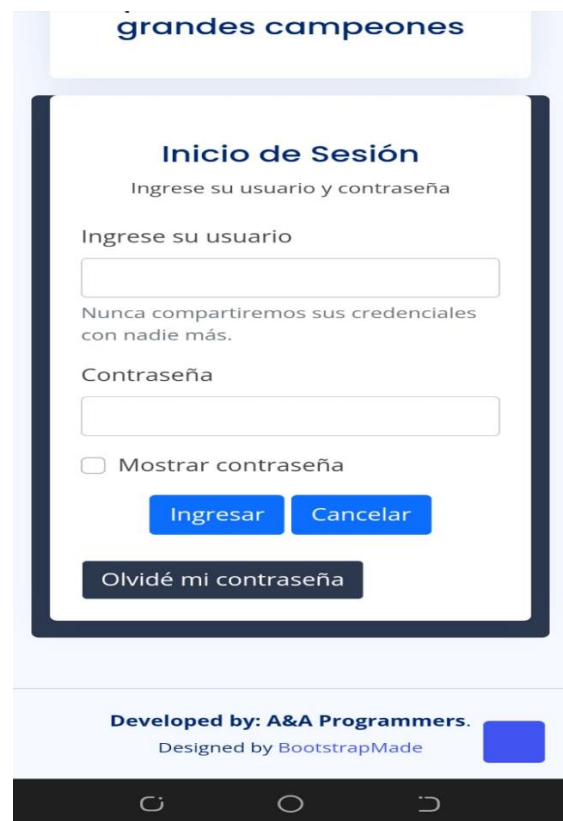 grandes campeones
Inicio de Sesión
Ingrese su usuario y contraseña
Ingrese su usuario
Nunca compartiremos sus credenciales
con nadie más.
Contraseña
Mostrar contraseña
Ingresar Cancelar
Olvidé mi contraseña
Developed by: A&A Programmers.
Designed by BootstrapMade